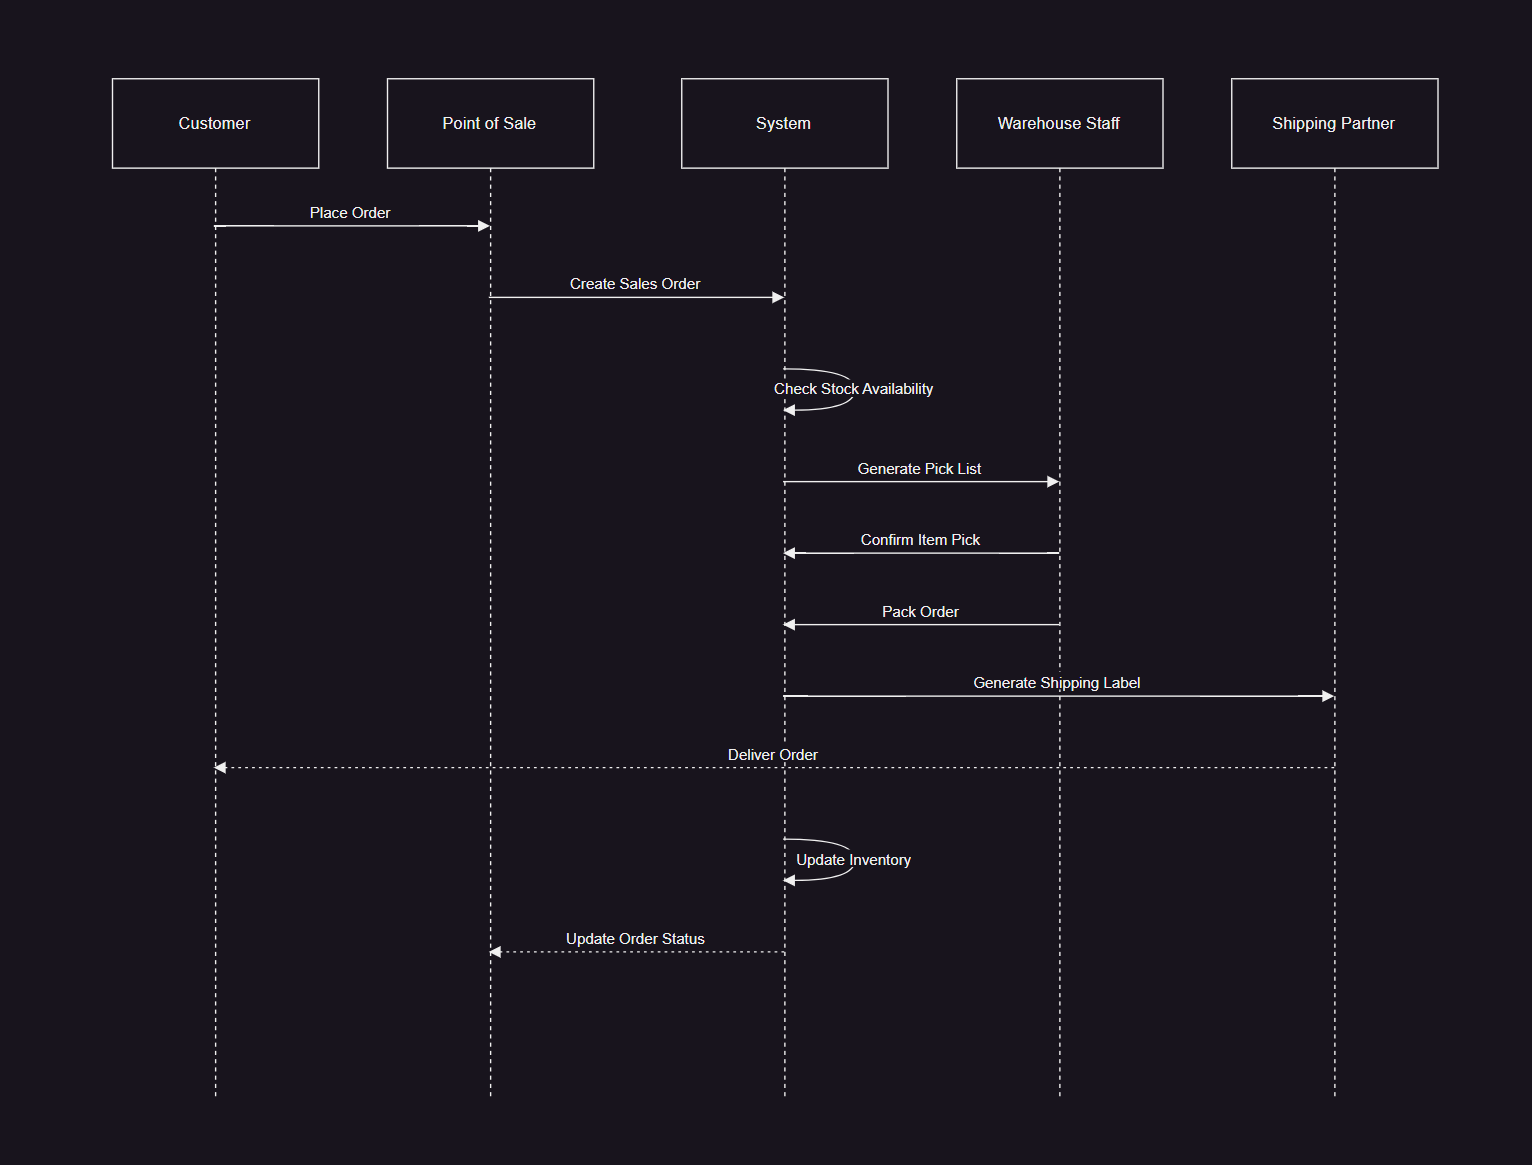 Customer
Point of Sale
System
Warehouse Staff
Shipping Partner
Place Order
Create Sales Order
Check Stock Availability
Generate Pick List
Confirm Item Pick
Pack Order
Generate Shipping Label
Deliver Order
Update Inventory
Update Order Status